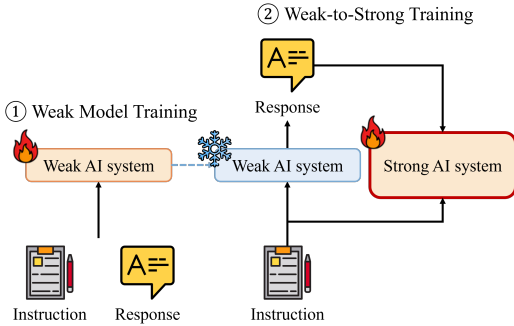 ② Weak-to-Strong Training
A
Response
① Weak Model Training
Weak AI system
Weak AI system
Strong AI system
A
Instruction
Response
Instruction